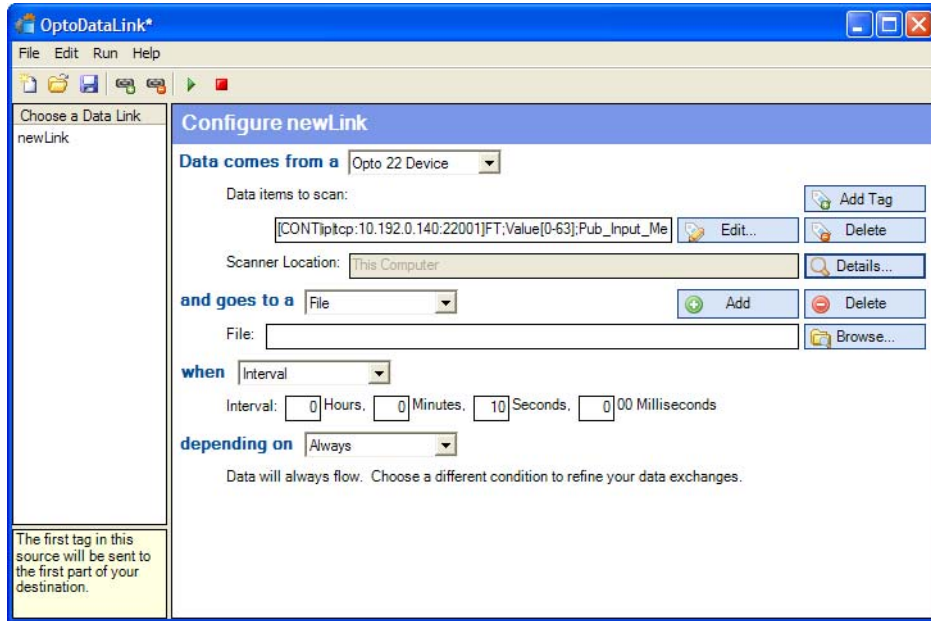 OptoDataLink*
File Edit Run Help
Choose a Data Link
newLink
Configure newLink
Data comes from a Opto 22 Device
Data items to scan:
Add Tag
[CONT|ip|tcp:10.192.0.140:22001]FT;Value[0-63];Pub_Input_Me
Edit...
Delete
Scanner Location: This Computer
Details...
and goes to a File
Add
Delete
File:
Browse...
when Interval
Interval: 0 Hours, 0 Minutes, 10 Seconds, 0 00 Milliseconds
depending on Always
Data will always flow. Choose a different condition to refine your data exchanges.
The first tag in this
source will be sent to
the first part of your
destination.